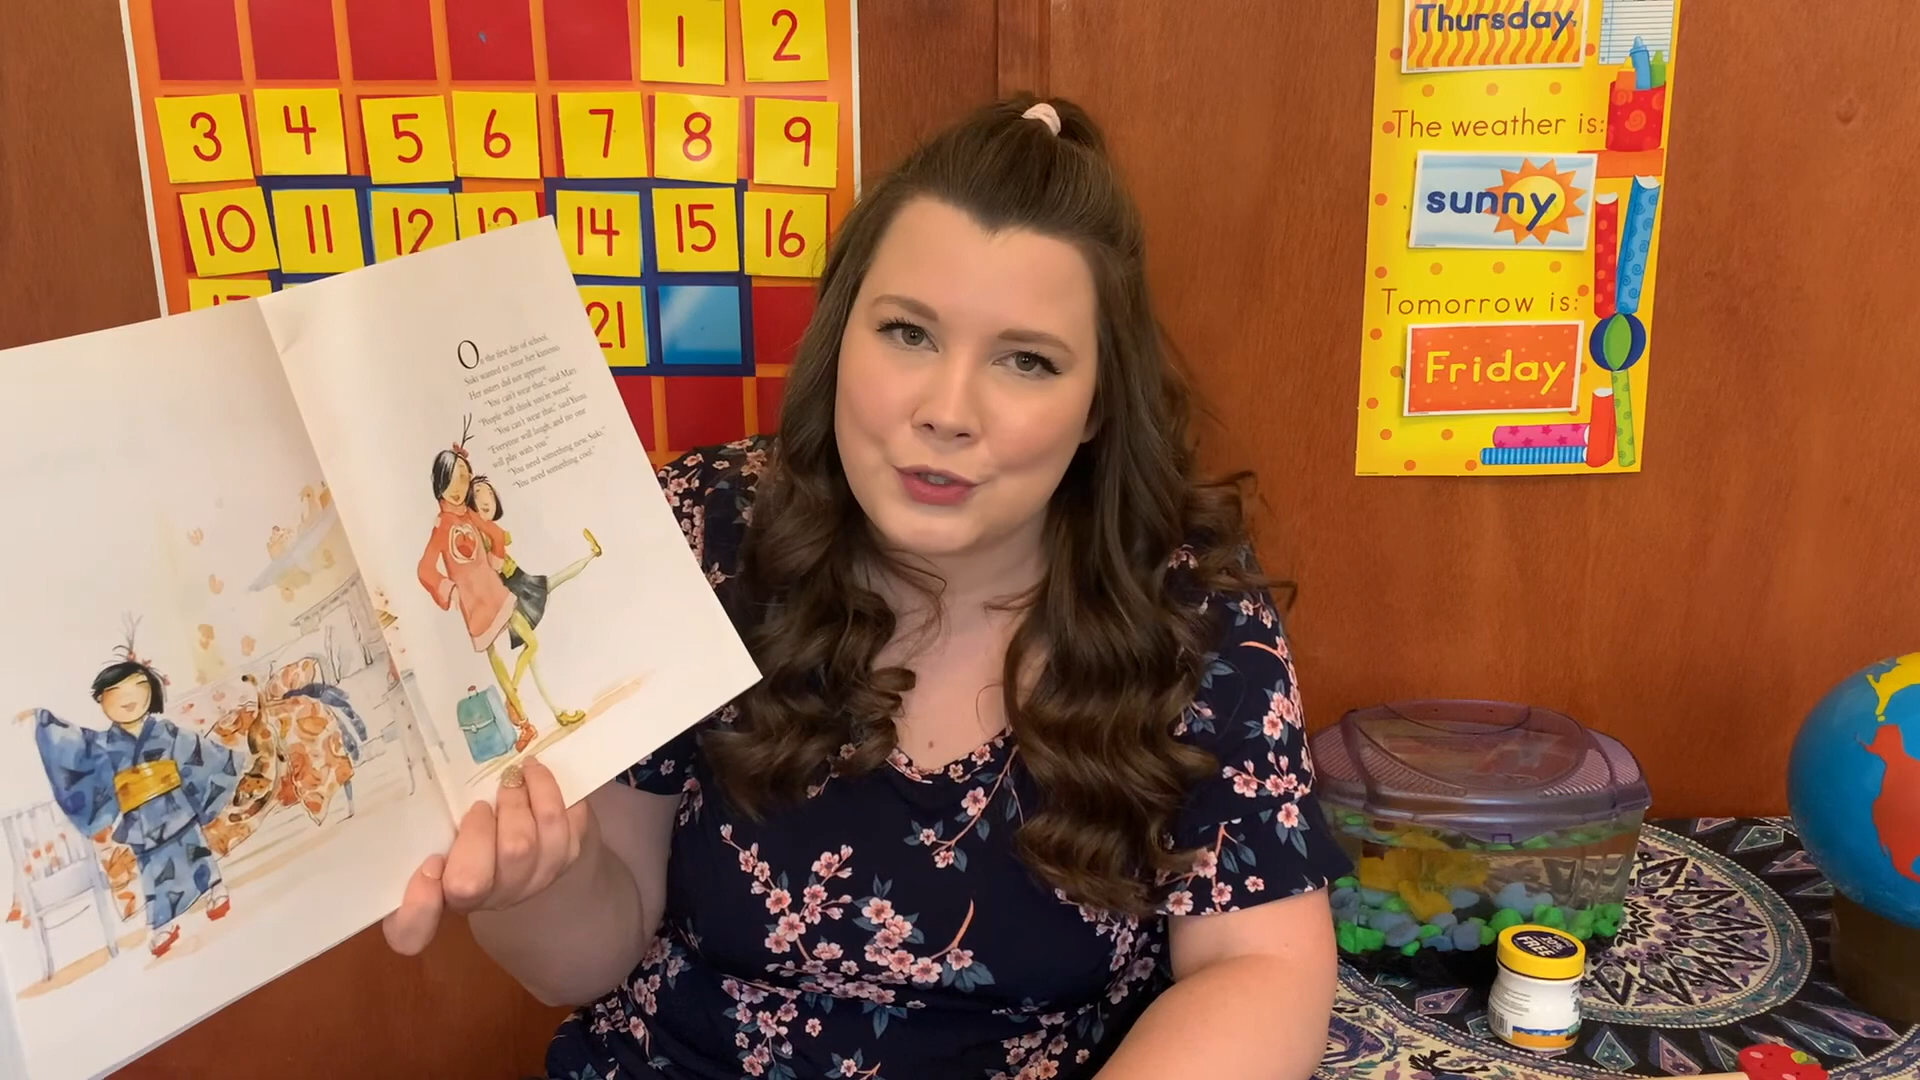 1 2
3 4 5 6 7 8 9
10 11 12 13 14 15 16
21
Thursday
The weather is:
sunny
Tomorrow is:
Friday
On the first day of school,
Suki wanted to wear her kimono.
Her sisters did not approve.
"You can't wear that," said Mari.
"People will think you're weird."
"You can't wear that," said Yumi.
"Everyone will laugh, and no one
will play with you."
"You need something new, Suki."
"You need something cool."
20%
FREE